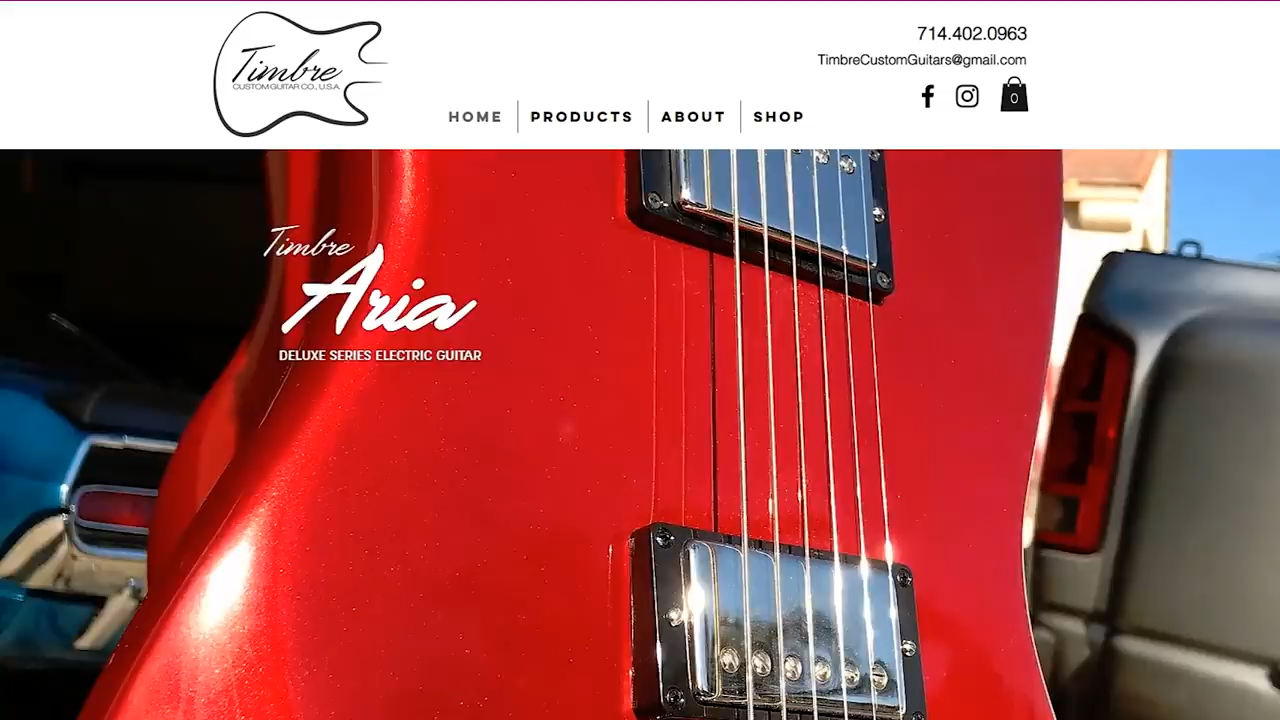 Timbre
CUSTOM GUITAR CO., U.S.A.
714.402.0963
TimbreCustomGuitars@gmail.com
0
HOME
PRODUCTS
ABOUT
SHOP
Timbre
Aria
DELUXE SERIES ELECTRIC GUITAR